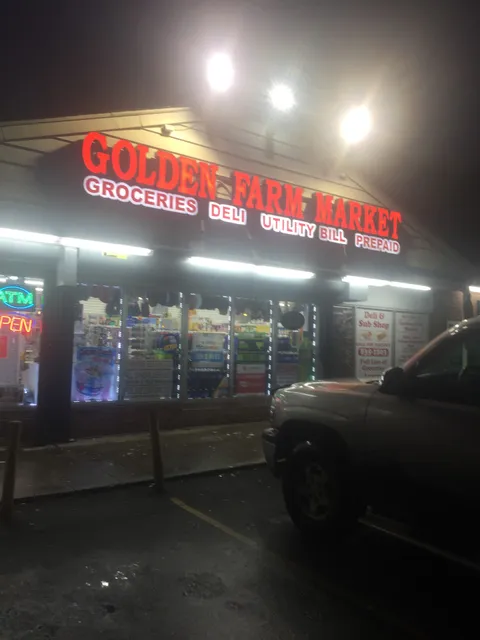 GOLDEN FARM MARKET
GROCERIES DELI UTILITY BILL PREPAID
ATM
OPEN
Deli &
Sub Shop